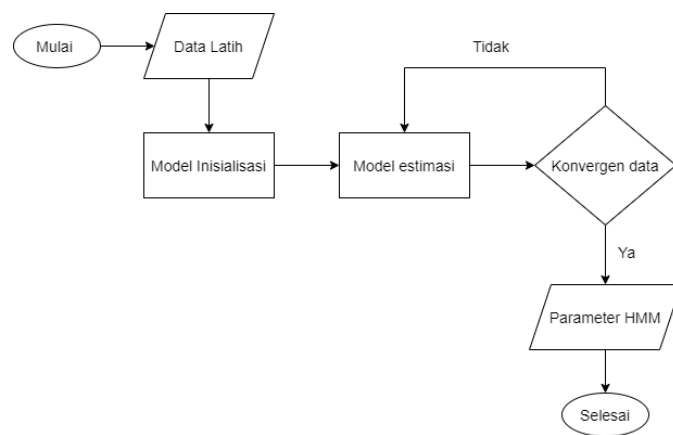 Mulai
Data Latih
Tidak
Model Inisialisasi
Model estimasi
Konvergen data
Ya
Parameter HMM
Selesai